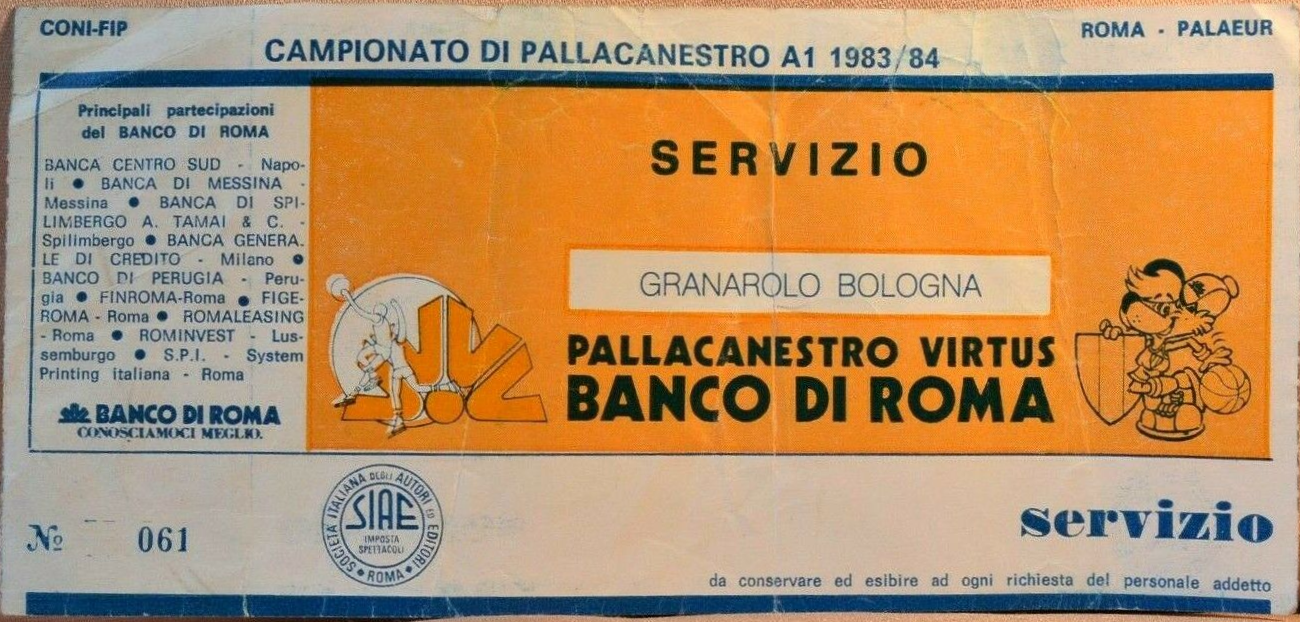 CONI-FIP
ROMA - PALAEUR
CAMPIONATO DI PALLACANESTRO A1 1983/84
Principali partecipazioni
del BANCO DI ROMA
BANCA CENTRO SUD - Napo-
li ● BANCA DI MESSINA -
Messina ● BANCA DI SPI-
LIMBERGO A. TAMAI & C. -
Spilimbergo ● BANCA GENERA.
LE DI CREDITO - Milano ●
BANCO DI PERUGIA - Peru-
gia ● FINROMA-Roma ● FIGE-
ROMA - Roma ● ROMALEASING
- Roma ● ROMINVEST - Lus-
semburgo ● S.P.I. - System
Printing italiana - Roma
BANCO DI ROMA
CONOSCIAMOCI MEGLIO.
SERVIZIO
GRANAROLO BOLOGNA
PALLACANESTRO VIRTUS
BANCO DI ROMA
Nº 061
SOCIETÀ ITALIANA DEGLI AUTORI ED EDITORI
SIAE
IMPOSTA
SPETTACOLI
• ROMA •
servizio
da conservare ed esibire ad ogni richiesta del personale addetto